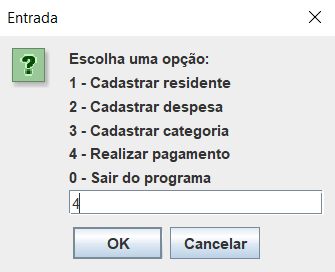 Entrada
Escolha uma opção:
1 - Cadastrar residente
2 - Cadastrar despesa
3 - Cadastrar categoria
4 - Realizar pagamento
0 - Sair do programa
4
OK Cancelar